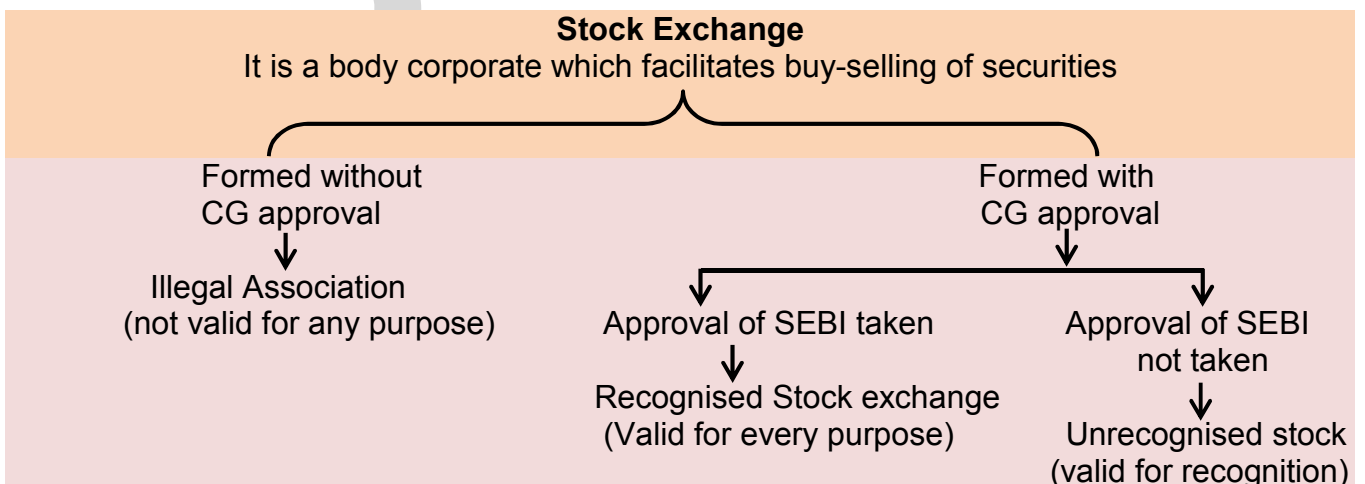 Stock Exchange
It is a body corporate which facilitates buy-selling of securities
Formed without
CG approval
Illegal Association
(not valid for any purpose)
Formed with
CG approval
Approval of SEBI taken
Recognised Stock exchange
(Valid for every purpose)
Approval of SEBI
not taken
Unrecognised stock
(valid for recognition)